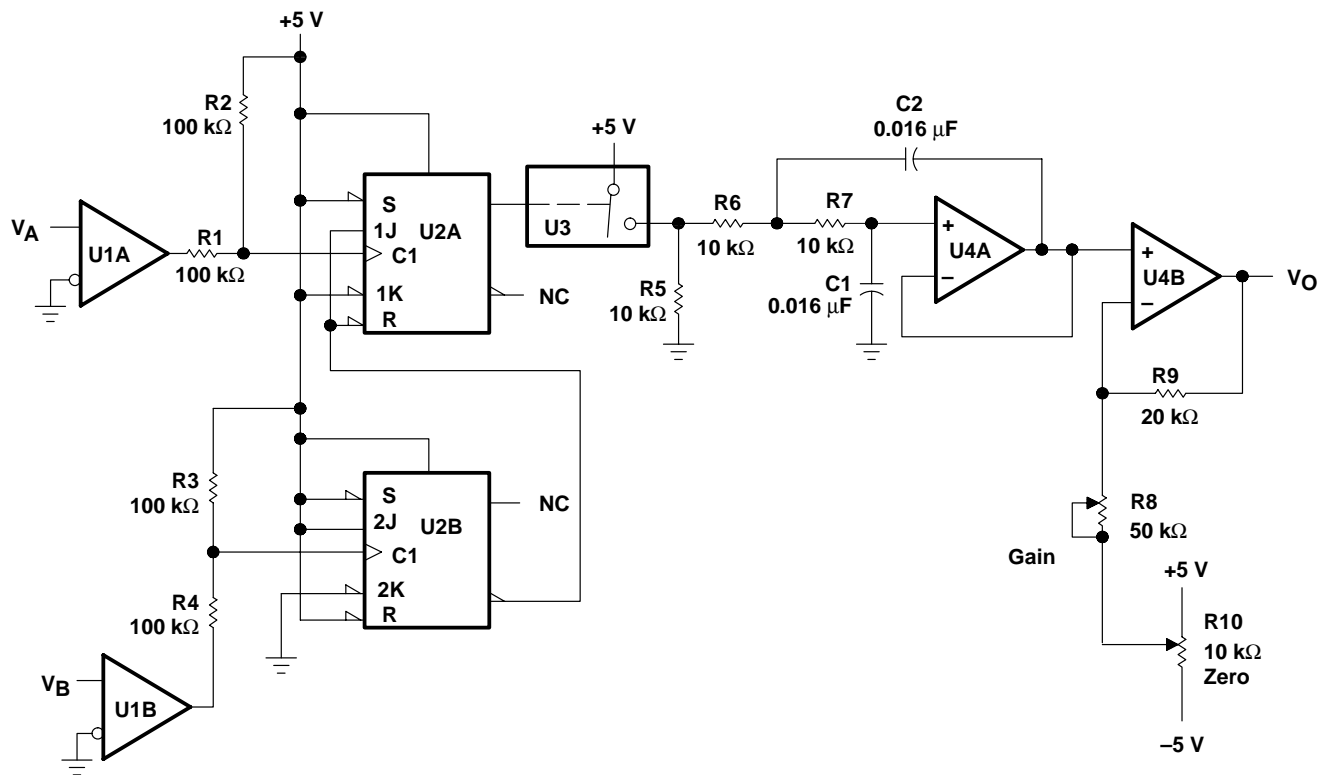 +5 V
R2
100 kΩ
VA
U1A
R1
100 kΩ
S
1J
U2A
C1
1K
R
NC
+5 V
U3
R5
10 kΩ
R6
10 kΩ
R7
10 kΩ
C2
0.016 μF
C1
0.016 μF
+
U4A
–
+
U4B
–
VO
R9
20 kΩ
R8
50 kΩ
Gain
+5 V
R10
10 kΩ
Zero
–5 V
R3
100 kΩ
S
2J
U2B
C1
2K
R
NC
R4
100 kΩ
VB
U1B